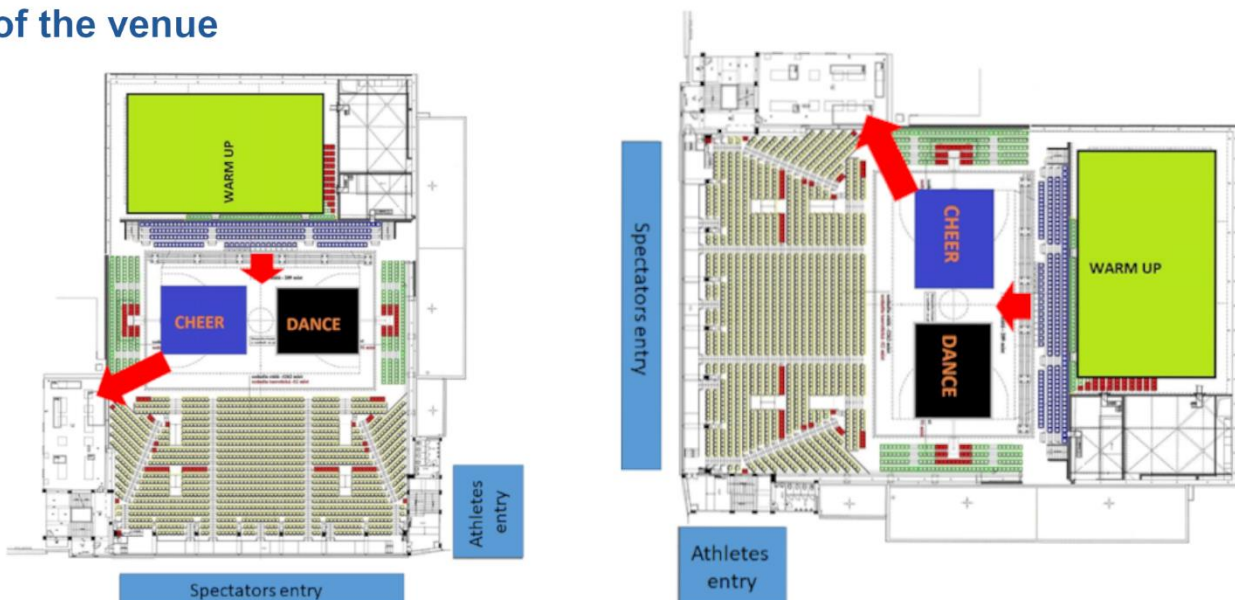 of the venue
WARM UP
CHEER
DANCE
Athletes
entry
Spectators entry
Spectators entry
CHEER
WARM UP
DANCE
Athletes
entry